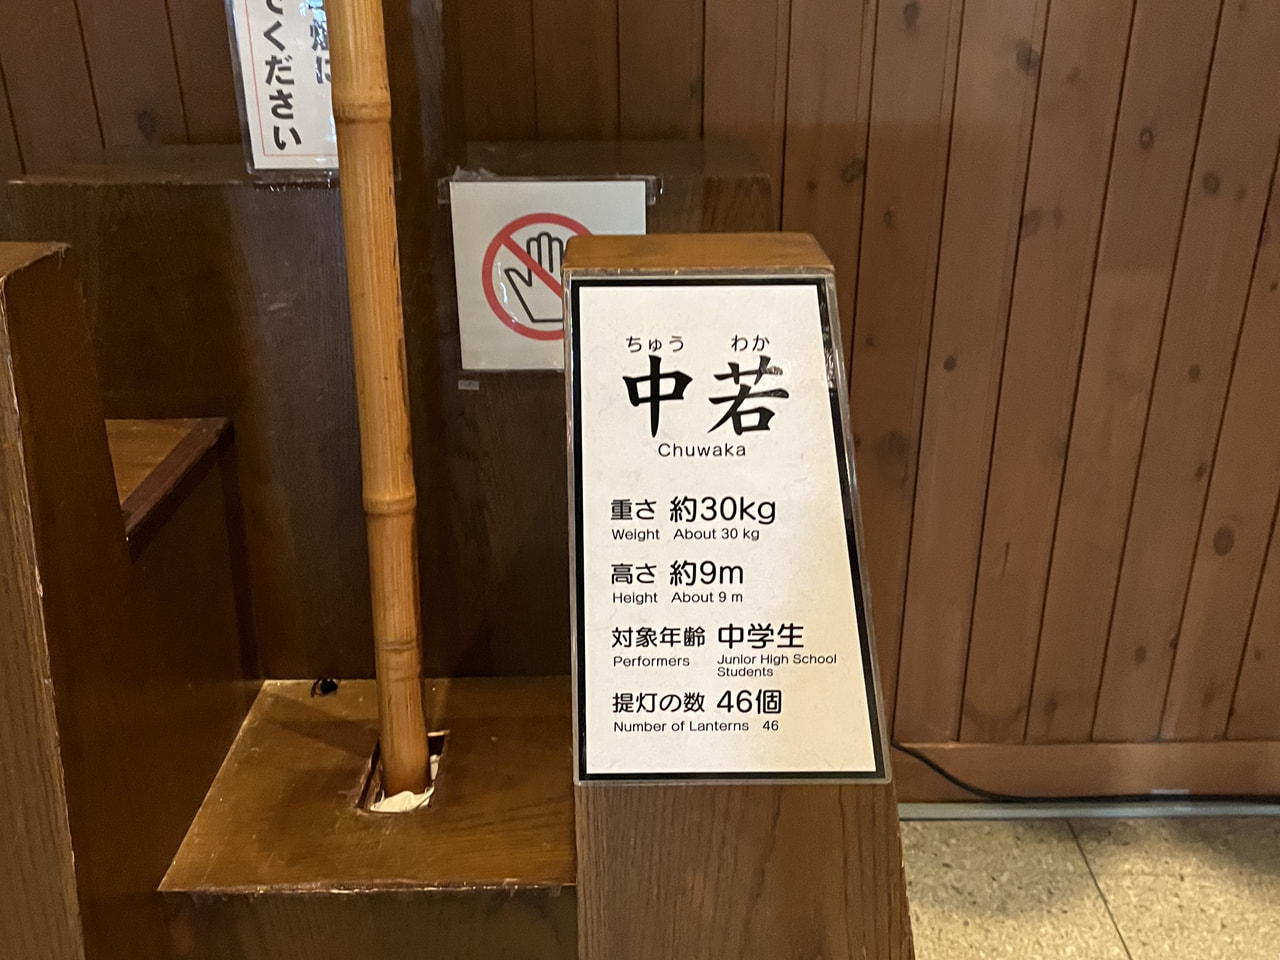 てください
ちゅう わか
中若
Chuwaka
重さ 約30kg
Weight About 30 kg
高さ 約9m
Height About 9 m
対象年齢 中学生
Performers Junior High School
Students
提灯の数 46個
Number of Lanterns 46